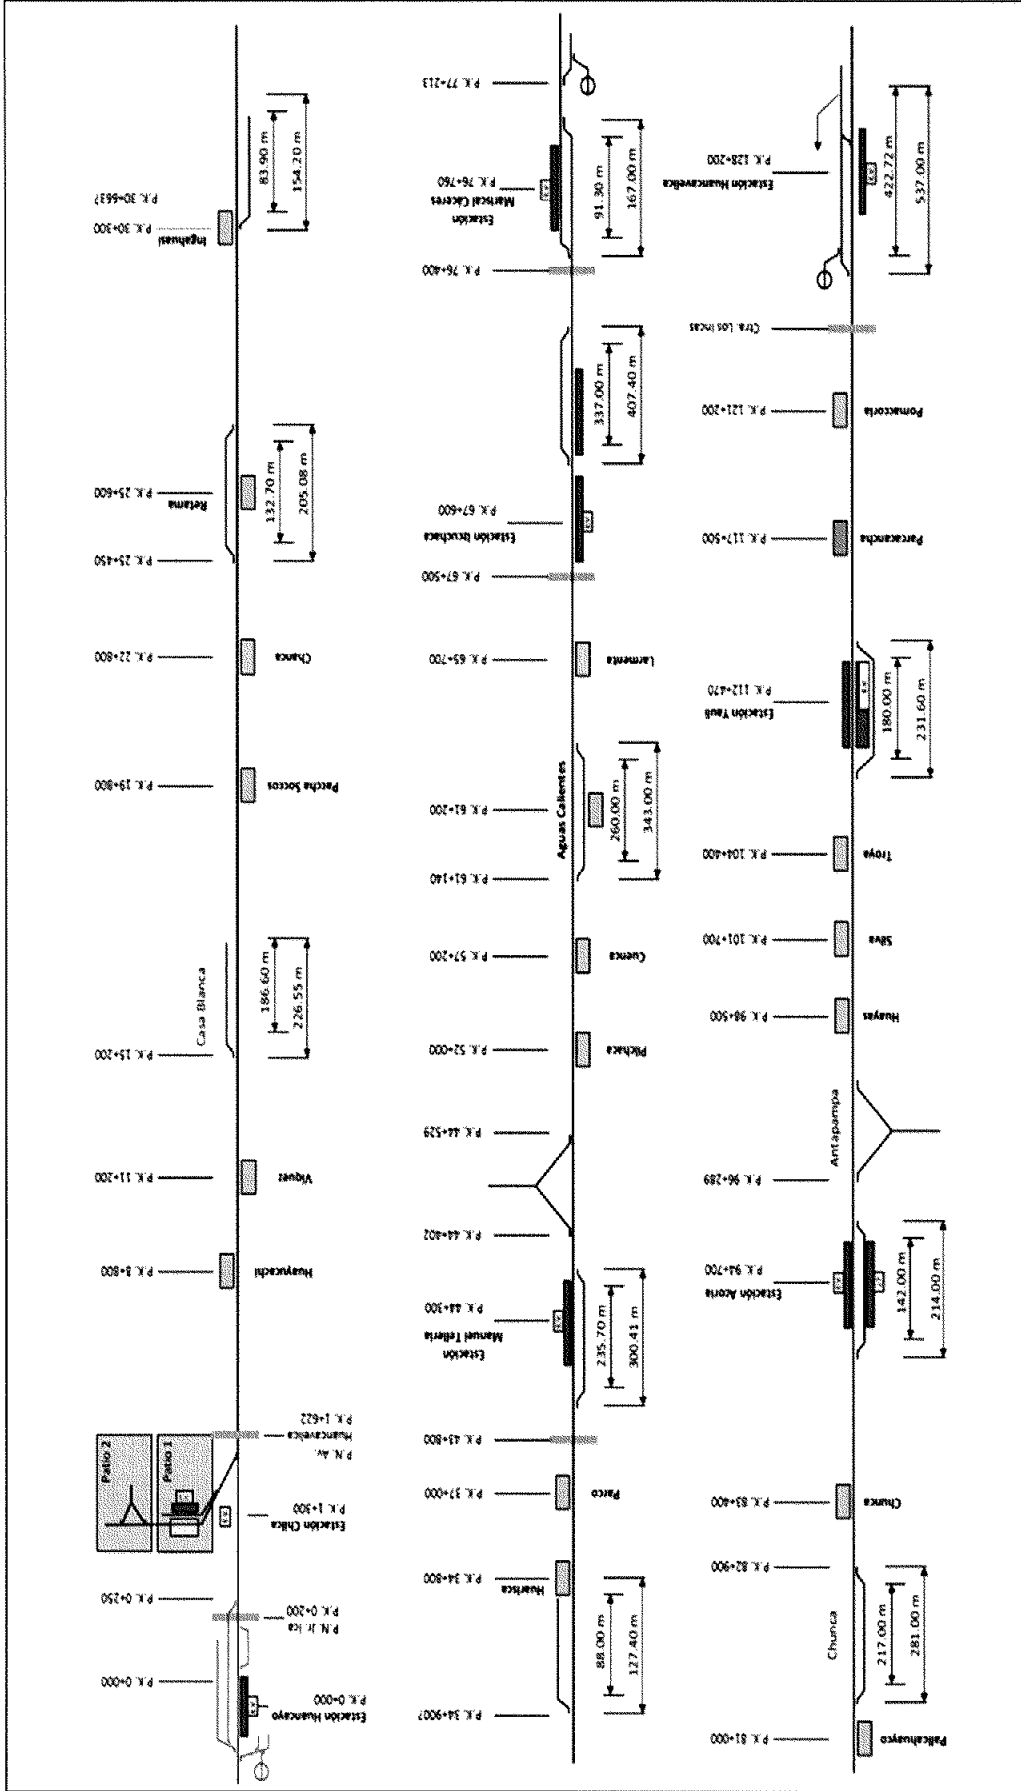 P.K. 0+000
Estación Huancayo
P.K. 0+000
P.N. Jr. Ica
P.K. 0+200
P.K. 0+250
Estación Chilca
P.K. 1+300
Patio 1
Patio 2
P.N. Av.
Huancavelica
P.K. 1+622
P.K. 8+800
Huayucachi
P.K. 11+200
Viquez
P.K. 15+200
Casa Blanca
186.60 m
226.55 m
P.K. 19+800
Patcha Soccos
P.K. 22+800
Chanca
P.K. 25+450
P.K. 25+600
Retama
132.70 m
205.08 m
P.K. 30+300
Ingahuasi
P.K. 30+663?
83.90 m
154.20 m
P.K. 34+900?
P.K. 34+800
Huarisca
88.00 m
127.40 m
P.K. 37+000
Parco
P.K. 43+800
Estación
Manuel Telleria
P.K. 44+300
235.70 m
300.41 m
P.K. 44+402
P.K. 44+529
P.K. 52+000
Pilchaca
P.K. 57+200
Cuenca
P.K. 61+140
P.K. 61+200
Aguas Calientes
260.00 m
343.00 m
P.K. 65+700
Larmenta
P.K. 67+500
Estación Izcuchaca
P.K. 67+600
337.00 m
407.40 m
P.K. 76+400
Estación
Mariscal Cáceres
P.K. 76+760
91.30 m
167.00 m
P.K. 77+213
P.K. 81+000
Palicahuayco
Chunca
217.00 m
281.00 m
P.K. 82+900
P.K. 83+400
Chunca
Estación Acoria
P.K. 94+700
142.00 m
214.00 m
P.K. 96+289
Antapampa
P.K. 98+500
Huayas
P.K. 101+700
Silva
P.K. 104+400
Troya
Estación Yauli
P.K. 112+470
180.00 m
231.60 m
P.K. 117+500
Parcacancha
P.K. 121+200
Pomaccoria
Ctra. Los Incas
Estación Huancavelica
P.K. 128+200
422.72 m
537.00 m